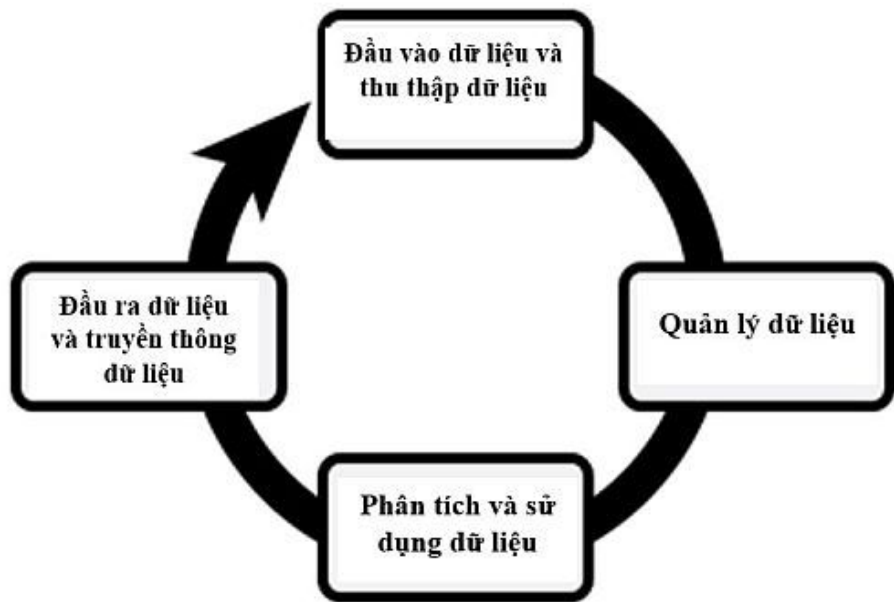 Đầu vào dữ liệu và
thu thập dữ liệu
Quản lý dữ liệu
Phân tích và sử
dụng dữ liệu
Đầu ra dữ liệu
và truyền thông
dữ liệu